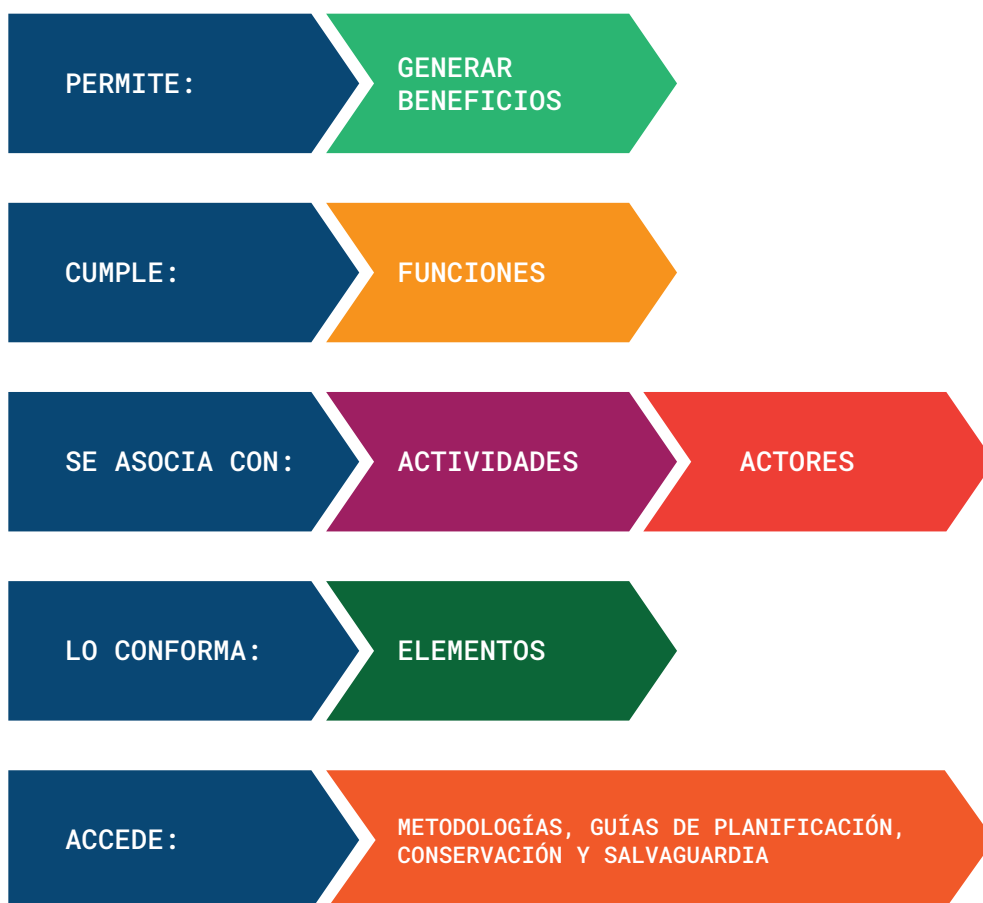 PERMITE:
GENERAR
BENEFICIOS
CUMPLE:
FUNCIONES
SE ASOCIA CON:
ACTIVIDADES
ACTORES
LO CONFORMA:
ELEMENTOS
ACCEDE:
METODOLOGÍAS, GUÍAS DE PLANIFICACIÓN,
CONSERVACIÓN Y SALVAGUARDIA